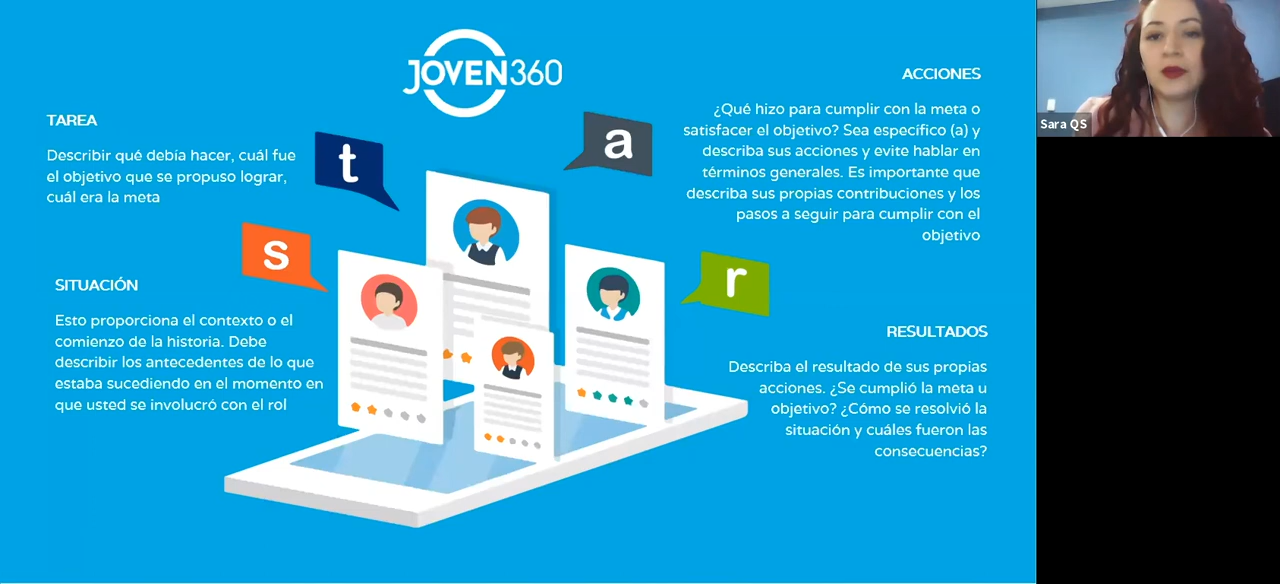 JOVEN360
TAREA
Describir qué debía hacer, cuál fue
el objetivo que se propuso lograr,
cuál era la meta
t
s
SITUACIÓN
Esto proporciona el contexto o el
comienzo de la historia. Debe
describir los antecedentes de lo que
estaba sucediendo en el momento en
que usted se involucró con el rol
a
ACCIONES
¿Qué hizo para cumplir con la meta o
satisfacer el objetivo? Sea específico (a) y
describa sus acciones y evite hablar en
términos generales. Es importante que
describa sus propias contribuciones y los
pasos a seguir para cumplir con el
objetivo
r
RESULTADOS
Describa el resultado de sus propias
acciones. ¿Se cumplió la meta u
objetivo? ¿Cómo se resolvió la
situación y cuáles fueron las
consecuencias?
Sara QS